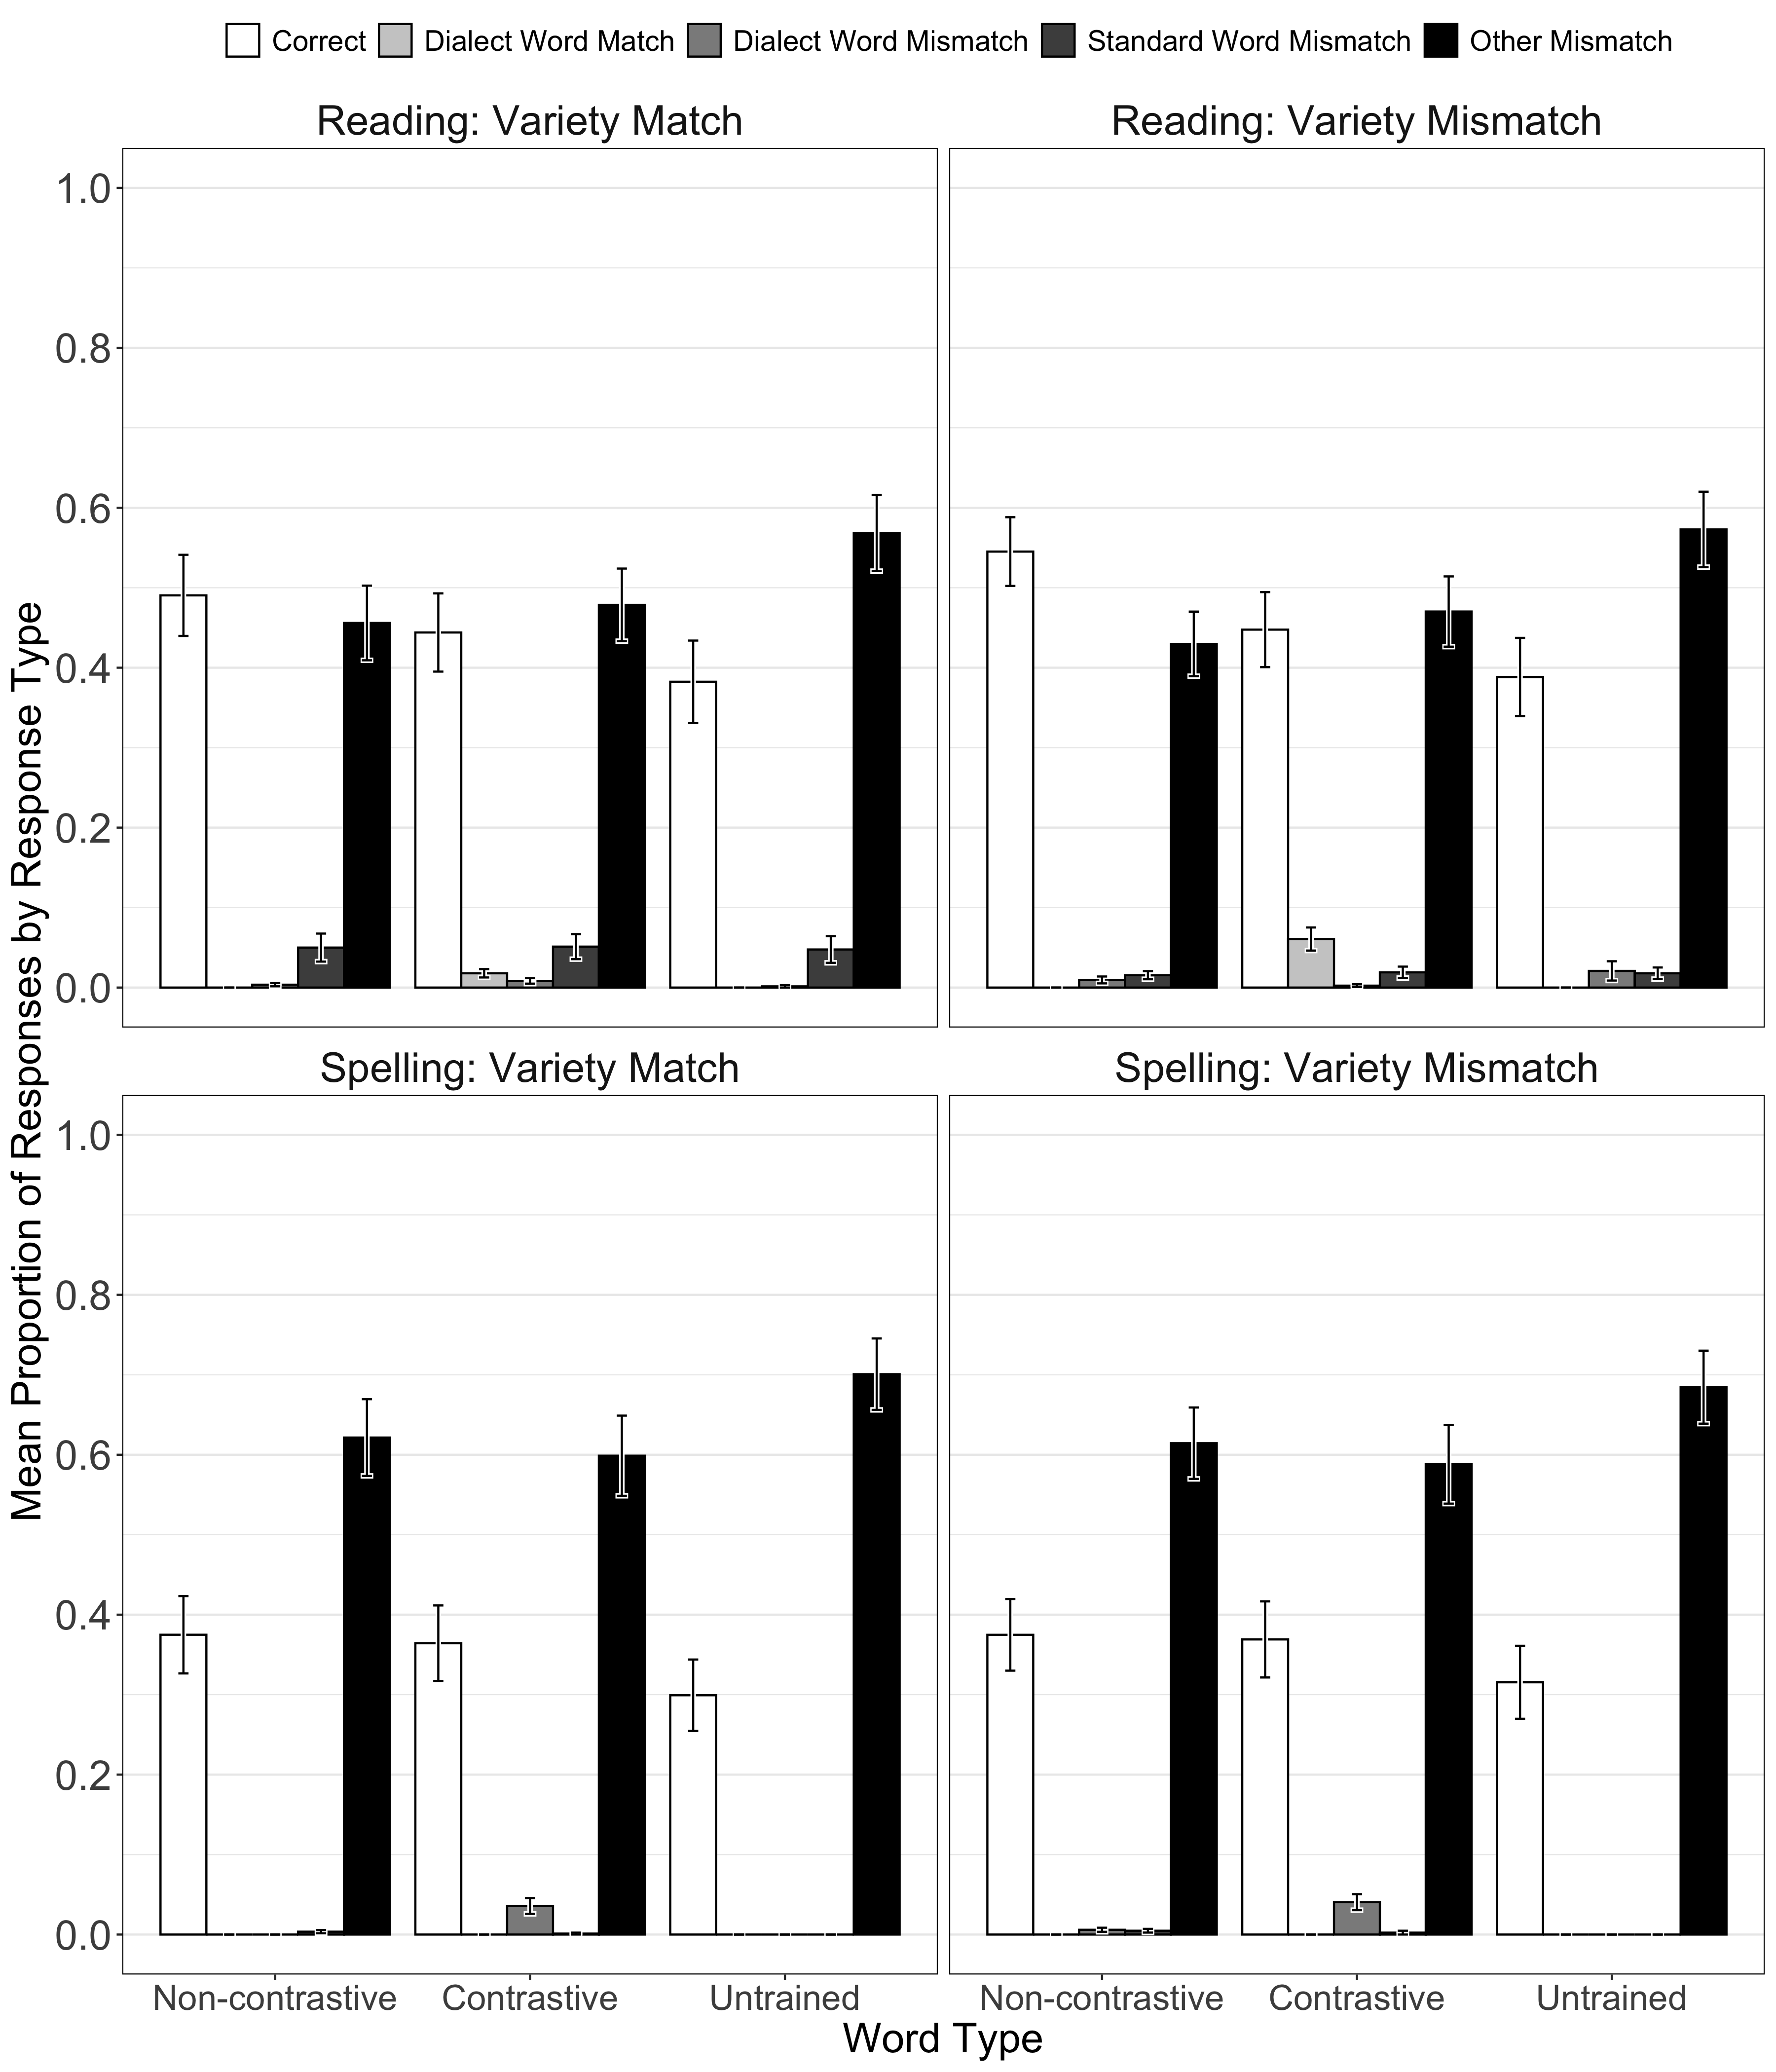 Correct Dialect Word Match Dialect Word Mismatch Standard Word Mismatch Other Mismatch
Reading: Variety Match
Reading: Variety Mismatch
1.0
0.8
0.6
0.4
0.2
0.0
Spelling: Variety Match
Spelling: Variety Mismatch
1.0
0.8
0.6
0.4
0.2
0.0
Non-contrastive Contrastive Untrained
Non-contrastive Contrastive Untrained
Word Type
Mean Proportion of Responses by Response Type